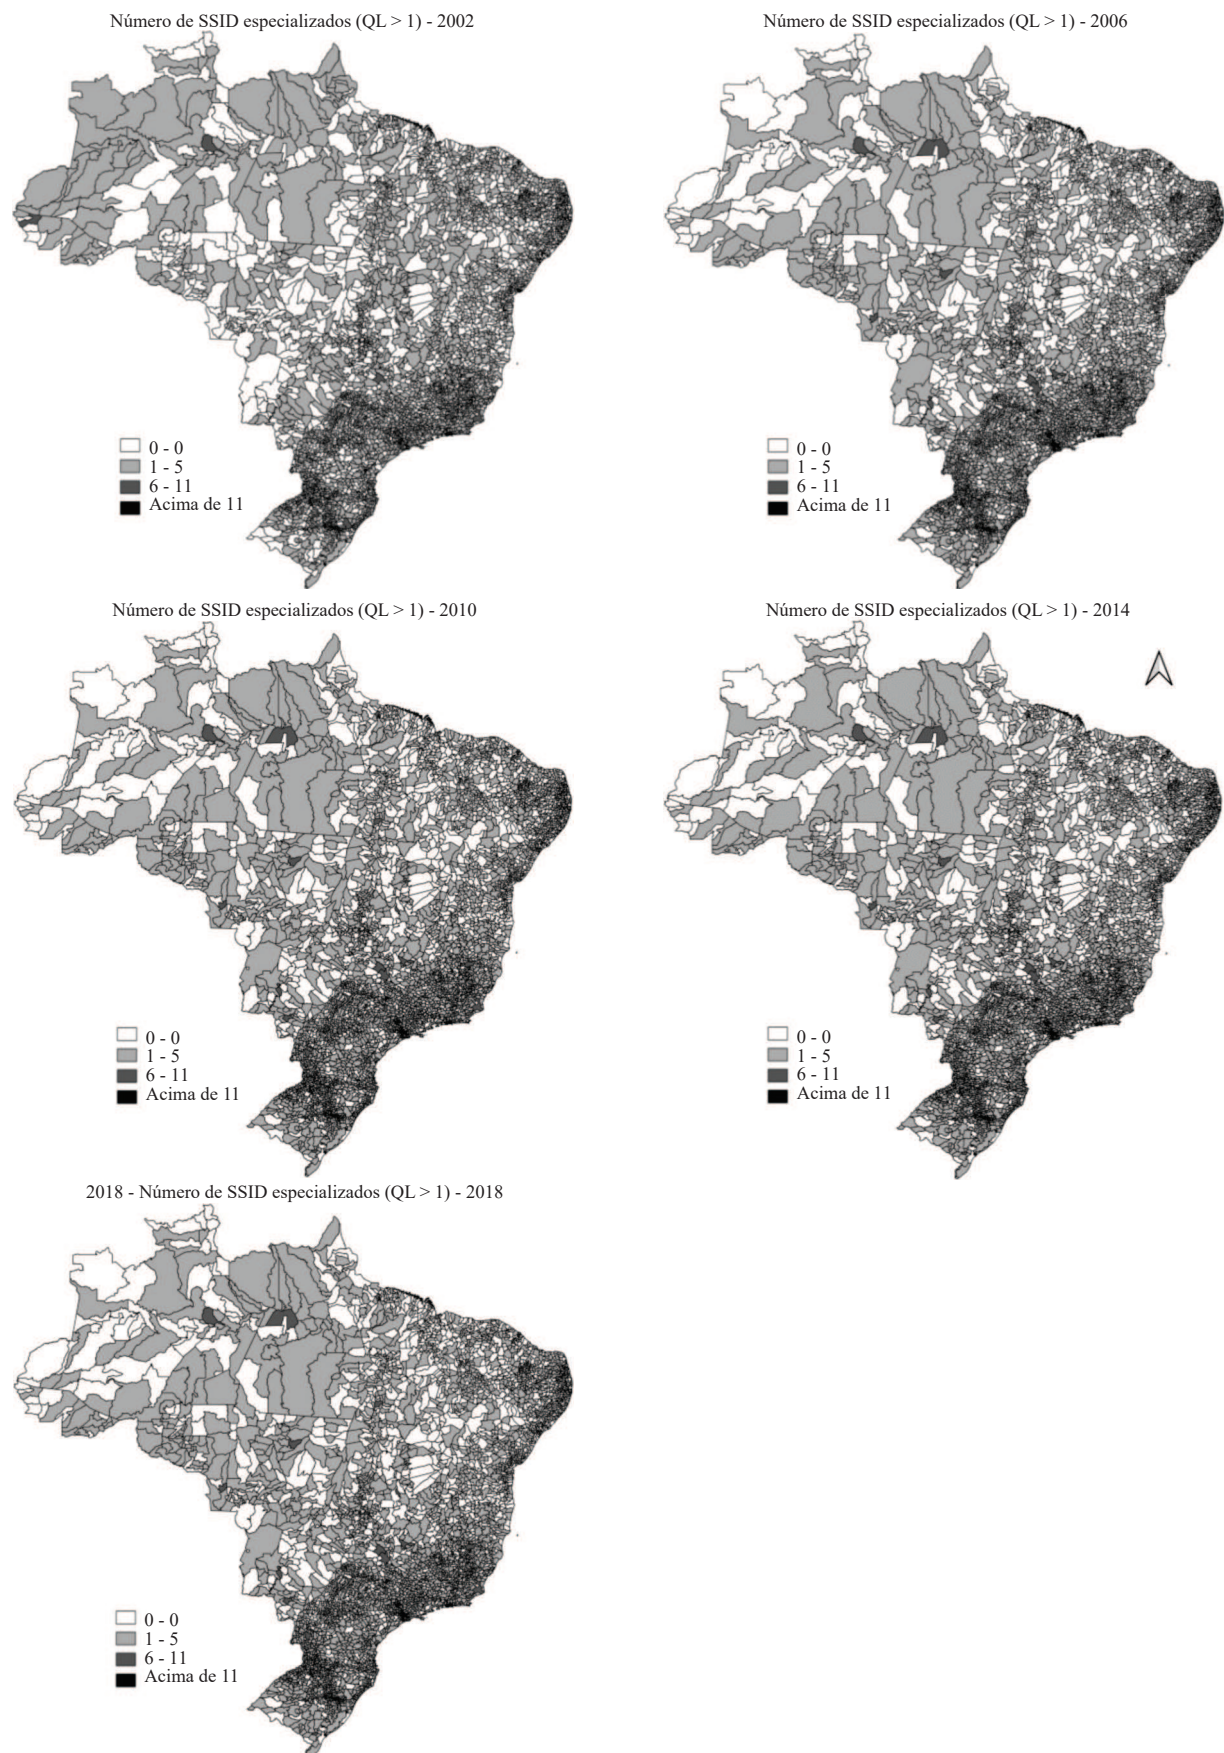 Número de SSID especializados (QL > 1) - 2002
0 - 0
1 - 5
6 - 11
Acima de 11
Número de SSID especializados (QL > 1) - 2006
0 - 0
1 - 5
6 - 11
Acima de 11
Número de SSID especializados (QL > 1) - 2010
0 - 0
1 - 5
6 - 11
Acima de 11
Número de SSID especializados (QL > 1) - 2014
0 - 0
1 - 5
6 - 11
Acima de 11
2018 - Número de SSID especializados (QL > 1) - 2018
0 - 0
1 - 5
6 - 11
Acima de 11